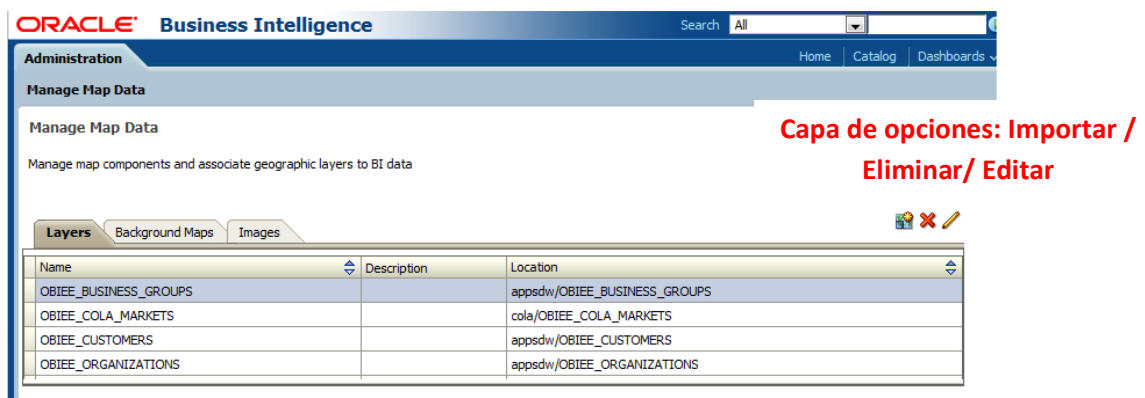 ORACLE Business Intelligence Search All
Administration Home Catalog Dashboards
Manage Map Data
Manage Map Data
Capa de opciones: Importar /
Eliminar/ Editar
Manage map components and associate geographic layers to BI data
Layers Background Maps Images
Name Description Location
OBIEE_BUSINESS_GROUPS appsdw/OBIEE_BUSINESS_GROUPS
OBIEE_COLA_MARKETS cola/OBIEE_COLA_MARKETS
OBIEE_CUSTOMERS appsdw/OBIEE_CUSTOMERS
OBIEE_ORGANIZATIONS appsdw/OBIEE_ORGANIZATIONS